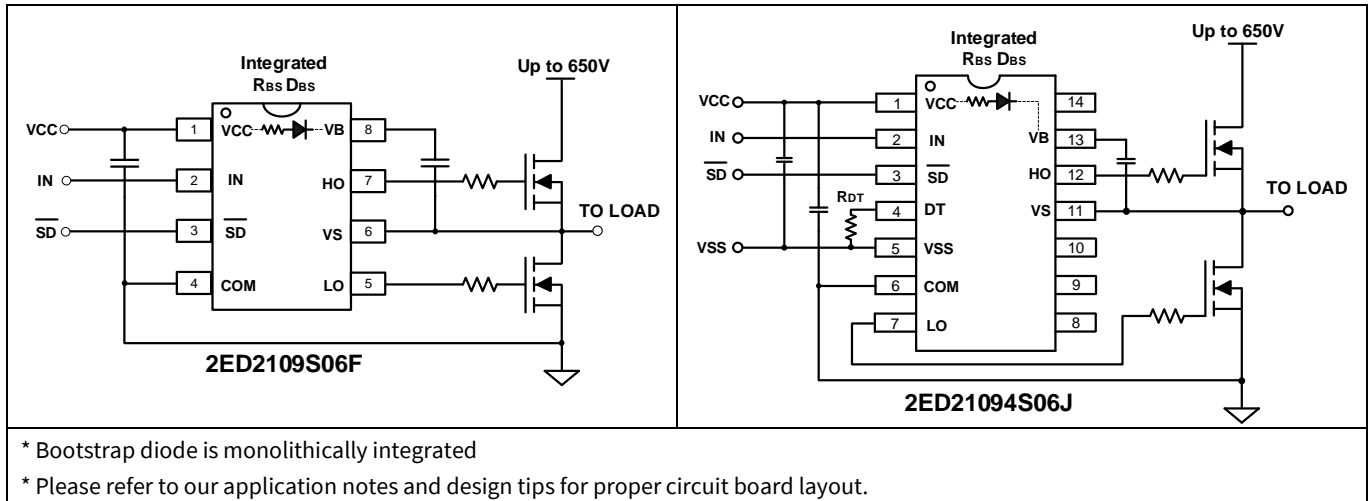 Integrated
RBS DBS
Up to 650V
VCC
1
VCC
VB
8
IN
2
IN
HO
7
TO LOAD
SD
3
SD
VS
6
4
COM
LO
5
2ED2109S06F
Integrated
RBS DBS
Up to 650V
VCC
1
VCC
14
IN
2
IN
VB
13
SD
3
SD
HO
12
TO LOAD
RDT
4
DT
VS
11
VSS
5
VSS
10
6
COM
9
7
LO
8
2ED21094S06J
* Bootstrap diode is monolithically integrated
* Please refer to our application notes and design tips for proper circuit board layout.